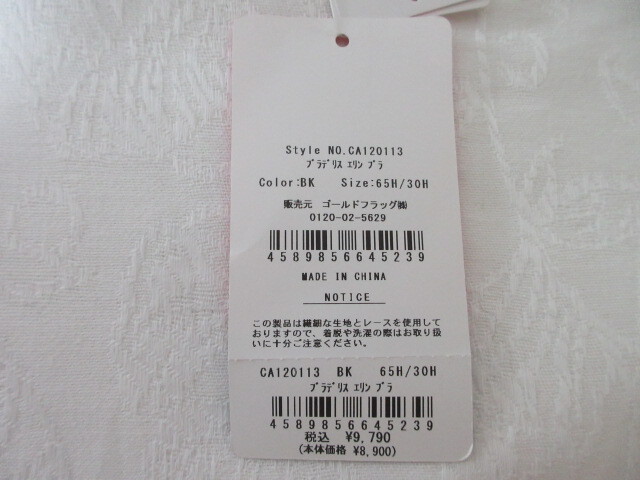 Style NO.CA120113
ﾌﾞﾗﾃﾞﾘｽ ｴﾘﾝ ﾌﾞﾗ
Color:BK Size:65H/30H
販売元 ゴールドフラッグ㈱
0120-02-5629
4589856645239
MADE IN CHINA
NOTICE
この製品は繊細な生地とレースを使用して
おりますので、着脱や洗濯の際はお取り扱
いに十分ご注意ください。
CA120113 BK 65H/30H
ﾌﾞﾗﾃﾞﾘｽ ｴﾘﾝ ﾌﾞﾗ
4589856645239
税込 ¥9,790
(本体価格 ¥8,900)